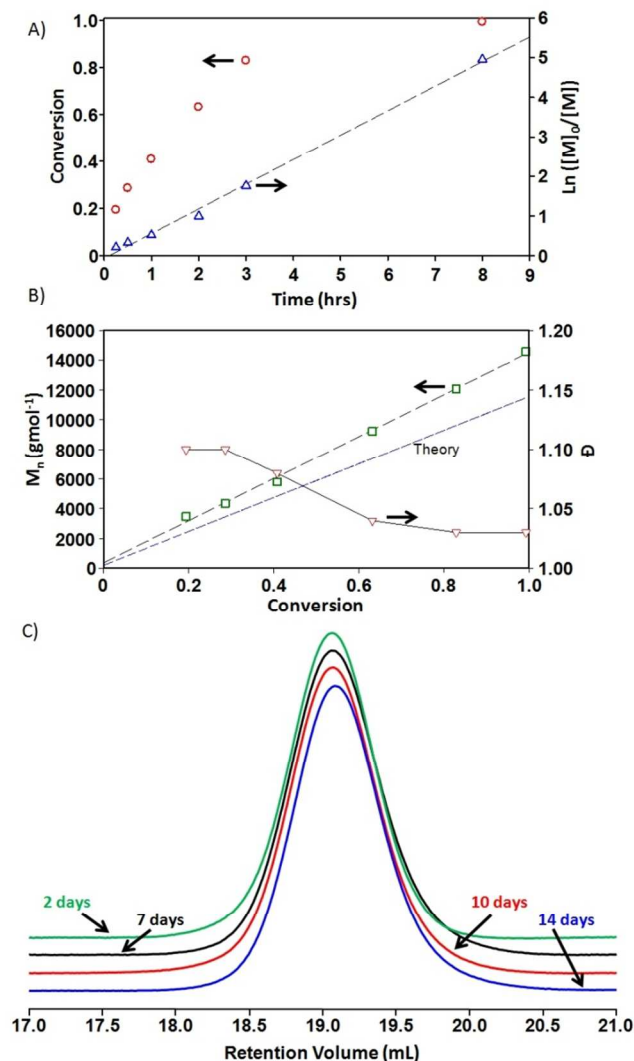 A)
Conversion
1.0
0.8
0.6
0.4
0.2
0
6
5
4
3
2
1
0
Ln ([M]₀/[M])
0 1 2 3 4 5 6 7 8 9
Time (hrs)
B)
Mₙ (gmol⁻¹)
16000
14000
12000
10000
8000
6000
4000
2000
0
1.20
1.15
1.10
1.05
1.00
Đ
Theory
0 0.2 0.4 0.6 0.8 1.0
Conversion
C)
2 days
7 days
10 days
14 days
17.0 17.5 18.0 18.5 19.0 19.5 20.0 20.5 21.0
Retention Volume (mL)